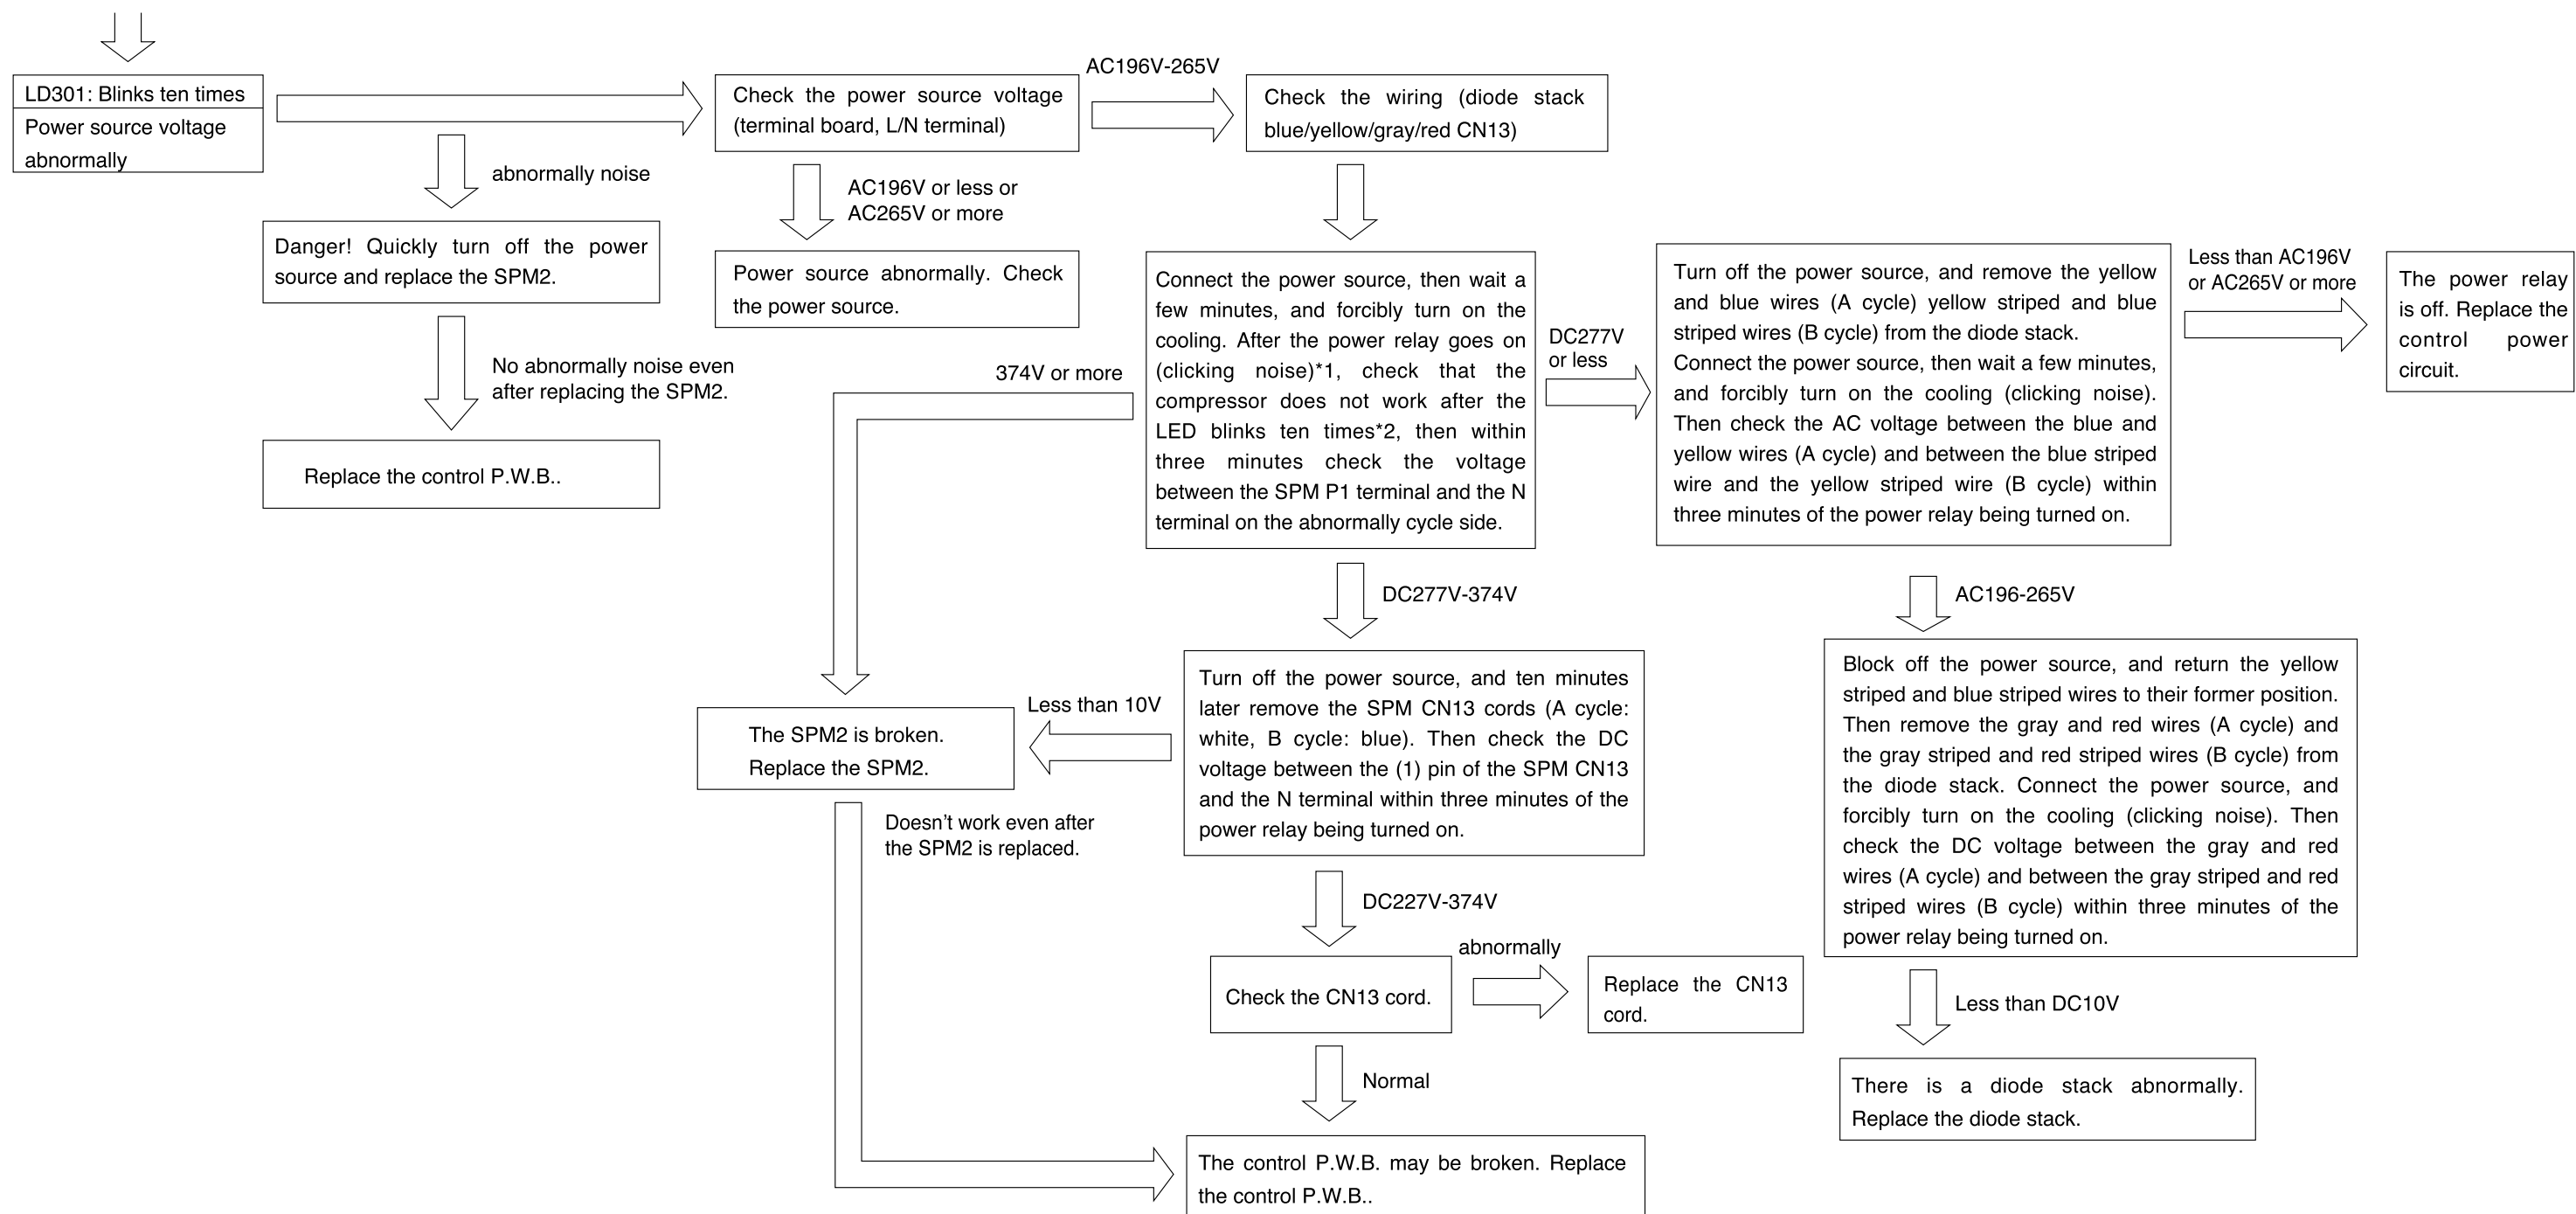 LD301: Blinks ten times
Power source voltage
abnormally
abnormally noise
Danger! Quickly turn off the power
source and replace the SPM2.
No abnormally noise even
after replacing the SPM2.
Replace the control P.W.B..
Check the power source voltage
(terminal board, L/N terminal)
AC196V-265V
AC196V or less or
AC265V or more
Power source abnormally. Check
the power source.
Check the wiring (diode stack
blue/yellow/gray/red CN13)
Connect the power source, then wait a
few minutes, and forcibly turn on the
cooling. After the power relay goes on
(clicking noise)*1, check that the
compressor does not work after the
LED blinks ten times*2, then within
three minutes check the voltage
between the SPM P1 terminal and the N
terminal on the abnormally cycle side.
374V or more
DC277V
or less
Turn off the power source, and remove the yellow
and blue wires (A cycle) yellow striped and blue
striped wires (B cycle) from the diode stack.
Connect the power source, then wait a few minutes,
and forcibly turn on the cooling (clicking noise).
Then check the AC voltage between the blue and
yellow wires (A cycle) and between the blue striped
wire and the yellow striped wire (B cycle) within
three minutes of the power relay being turned on.
Less than AC196V
or AC265V or more
The power relay
is off. Replace the
control power
circuit.
DC277V-374V
AC196-265V
Turn off the power source, and ten minutes
later remove the SPM CN13 cords (A cycle:
white, B cycle: blue). Then check the DC
voltage between the (1) pin of the SPM CN13
and the N terminal within three minutes of the
power relay being turned on.
Less than 10V
The SPM2 is broken.
Replace the SPM2.
Doesn't work even after
the SPM2 is replaced.
Block off the power source, and return the yellow
striped and blue striped wires to their former position.
Then remove the gray and red wires (A cycle) and
the gray striped and red striped wires (B cycle) from
the diode stack. Connect the power source, and
forcibly turn on the cooling (clicking noise). Then
check the DC voltage between the gray and red
wires (A cycle) and between the gray striped and red
striped wires (B cycle) within three minutes of the
power relay being turned on.
DC227V-374V
Check the CN13 cord.
abnormally
Replace the CN13
cord.
Less than DC10V
There is a diode stack abnormally.
Replace the diode stack.
Normal
The control P.W.B. may be broken. Replace
the control P.W.B..